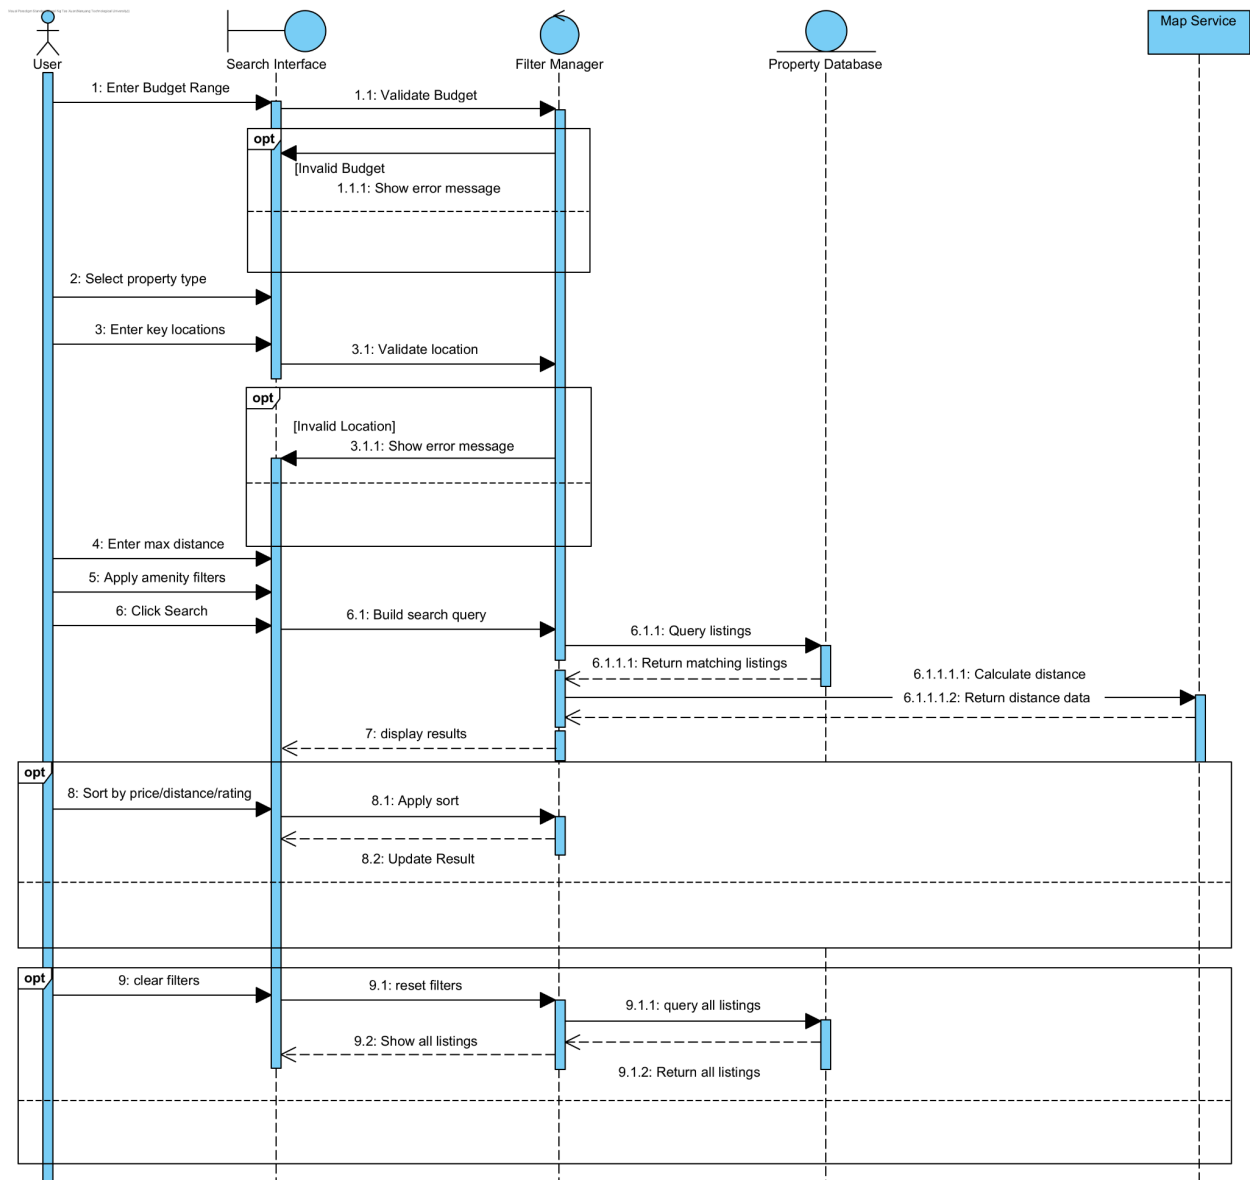 User
Search Interface
Filter Manager
Property Database
Map Service
1: Enter Budget Range
1.1: Validate Budget
opt
[Invalid Budget
1.1.1: Show error message
2: Select property type
3: Enter key locations
3.1: Validate location
opt
[Invalid Location]
3.1.1: Show error message
4: Enter max distance
5: Apply amenity filters
6: Click Search
6.1: Build search query
6.1.1: Query listings
6.1.1.1: Return matching listings
6.1.1.1.1: Calculate distance
6.1.1.1.2: Return distance data
7: display results
opt
8: Sort by price/distance/rating
8.1: Apply sort
8.2: Update Result
opt
9: clear filters
9.1: reset filters
9.1.1: query all listings
9.2: Show all listings
9.1.2: Return all listings